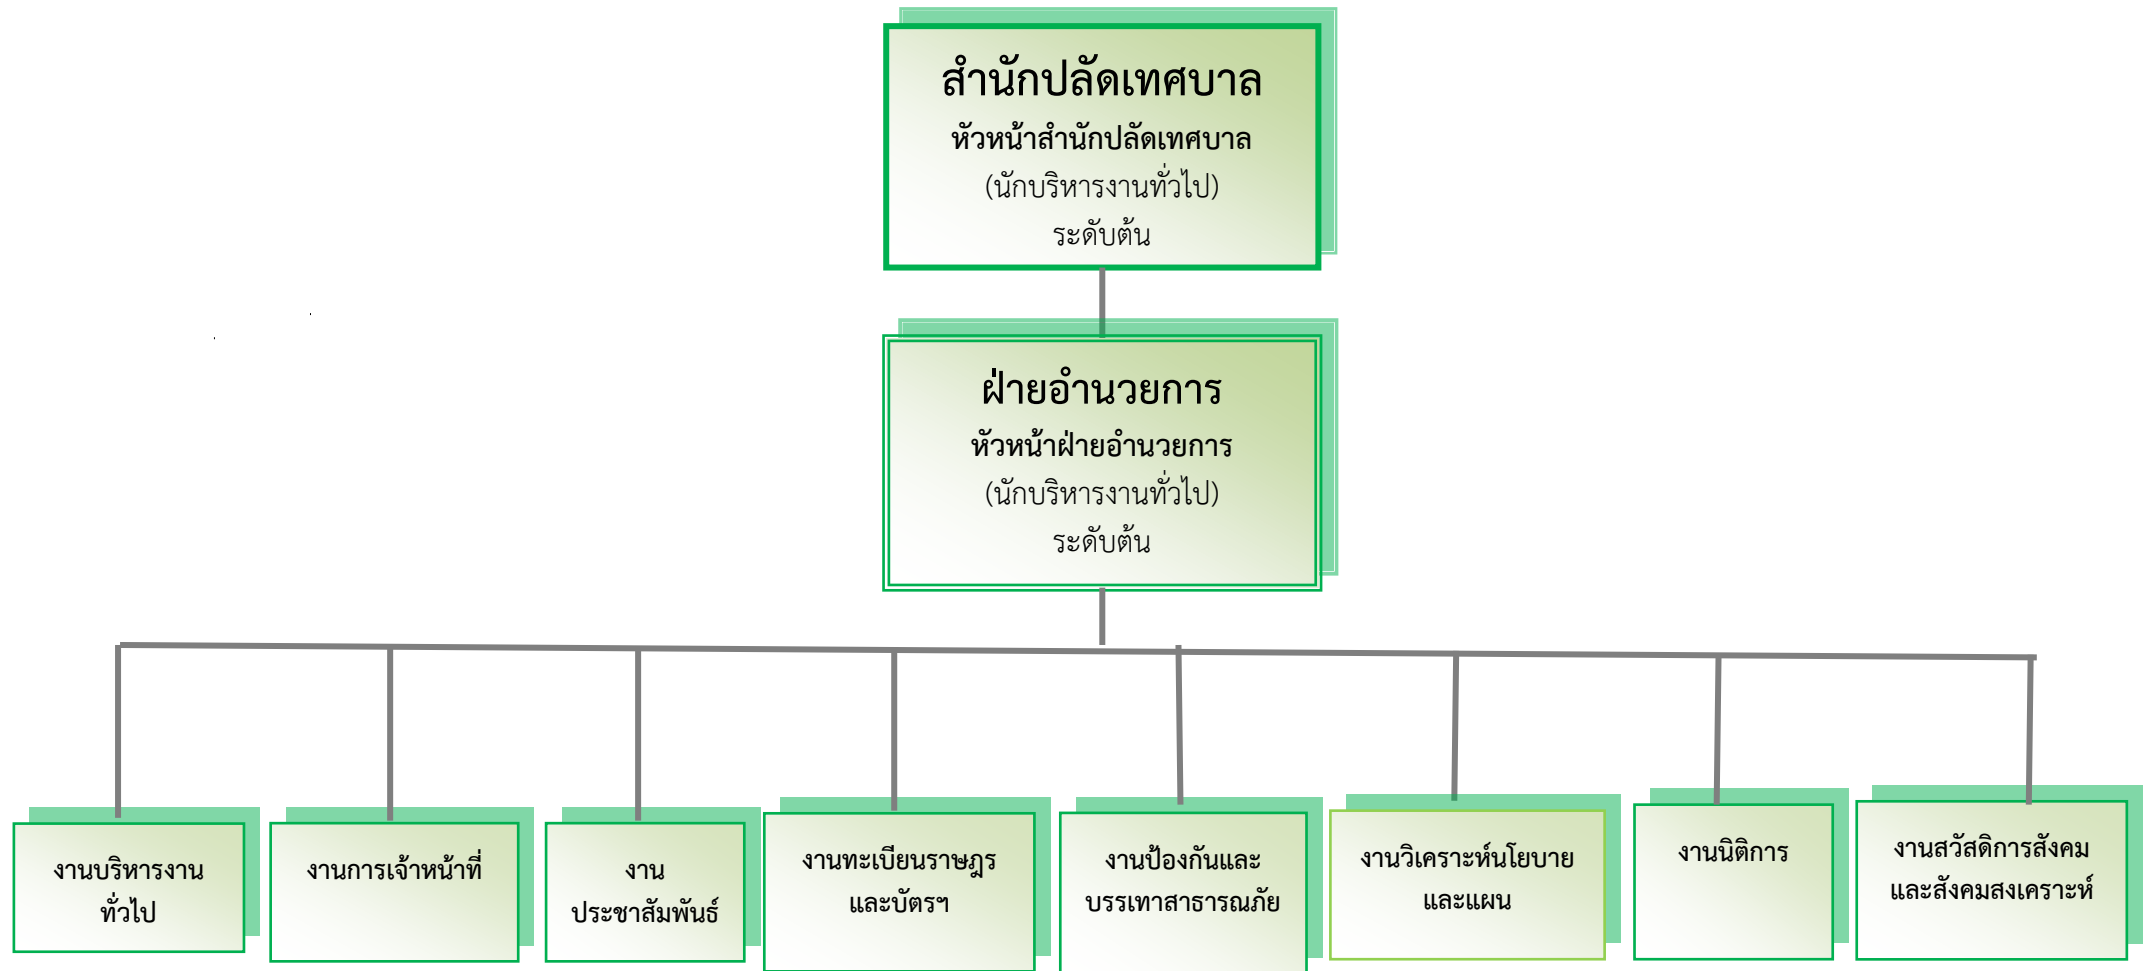 สำนักปลัดเทศบาล
หัวหน้าสำนักปลัดเทศบาล
(นักบริหารงานทั่วไป)
ระดับต้น
ฝ่ายอำนวยการ
หัวหน้าฝ่ายอำนวยการ
(นักบริหารงานทั่วไป)
ระดับต้น
งานบริหารงาน
ทั่วไป
งานการเจ้าหน้าที่
งาน
ประชาสัมพันธ์
งานทะเบียนราษฎร
และบัตรฯ
งานป้องกันและ
บรรเทาสาธารณภัย
งานวิเคราะห์นโยบาย
และแผน
งานนิติการ
งานสวัสดิการสังคม
และสังคมสงเคราะห์